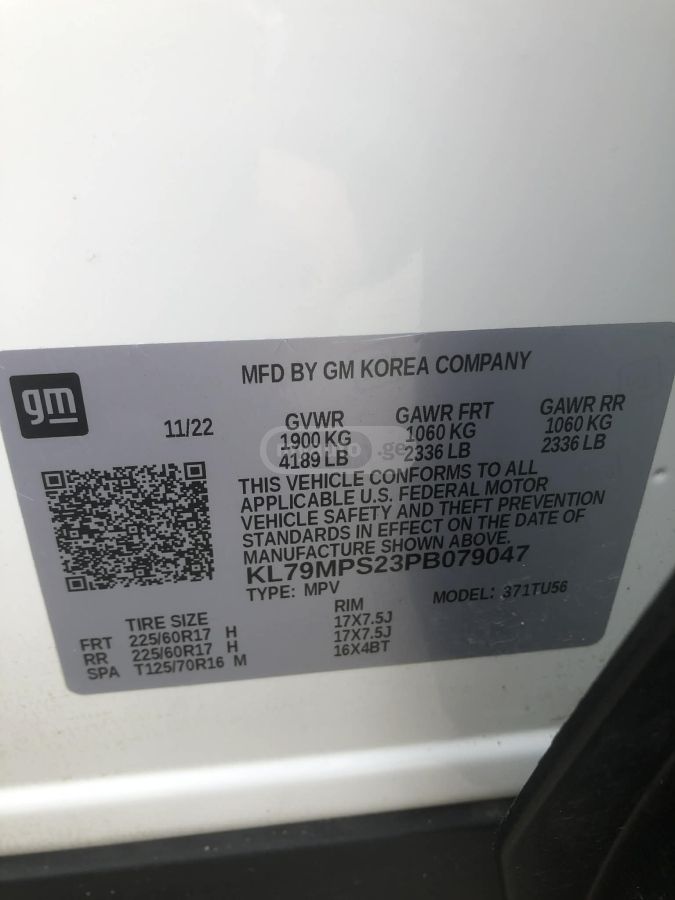 MFD BY GM KOREA COMPANY
gm
11/22
GVWR
1900 KG
4189 LB
GAWR FRT
1060 KG
2336 LB
GAWR RR
1060 KG
2336 LB
THIS VEHICLE CONFORMS TO ALL
APPLICABLE U.S. FEDERAL MOTOR
VEHICLE SAFETY AND THEFT PREVENTION
STANDARDS IN EFFECT ON THE DATE OF
MANUFACTURE SHOWN ABOVE.
KL79MPS23PB079047
TYPE: MPV
MODEL: 371TU56
TIRE SIZE
RIM
FRT 225/60R17 H 17X7.5J
RR 225/60R17 H 17X7.5J
SPA T125/70R16 M 16X4BT
.ge